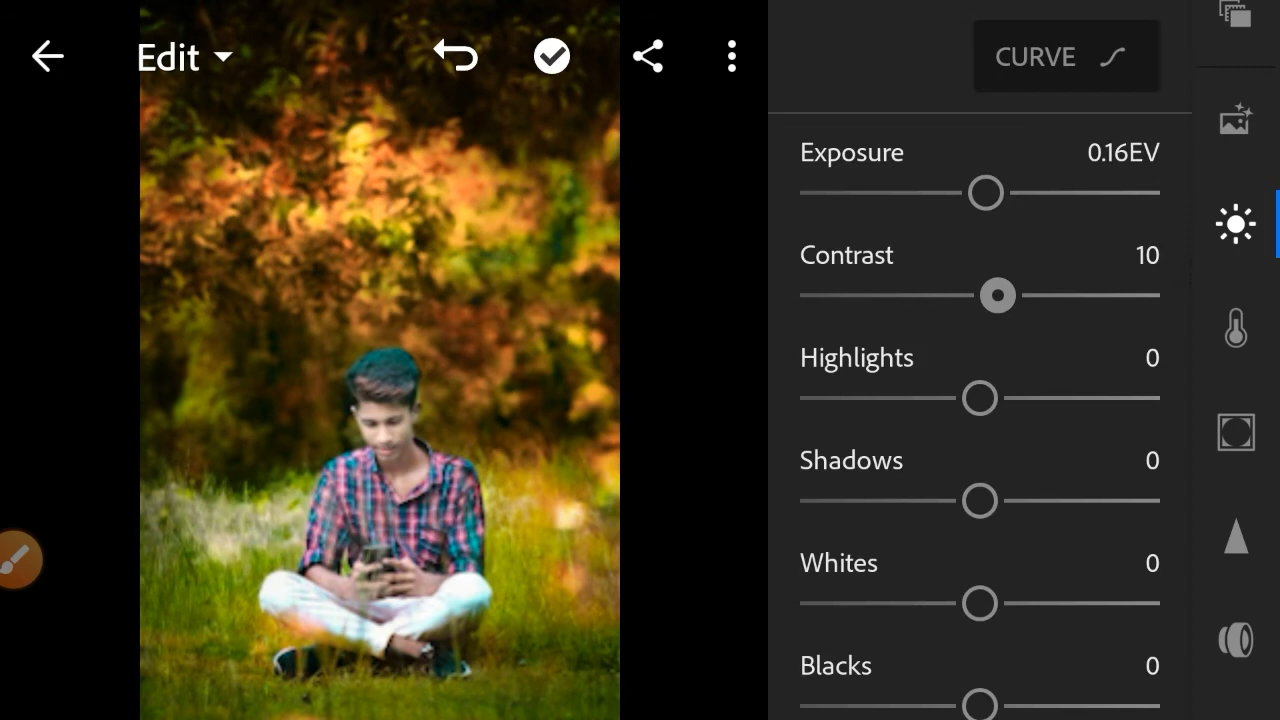 Edit
CURVE
Exposure 0.16EV
Contrast 10
Highlights 0
Shadows 0
Whites 0
Blacks 0